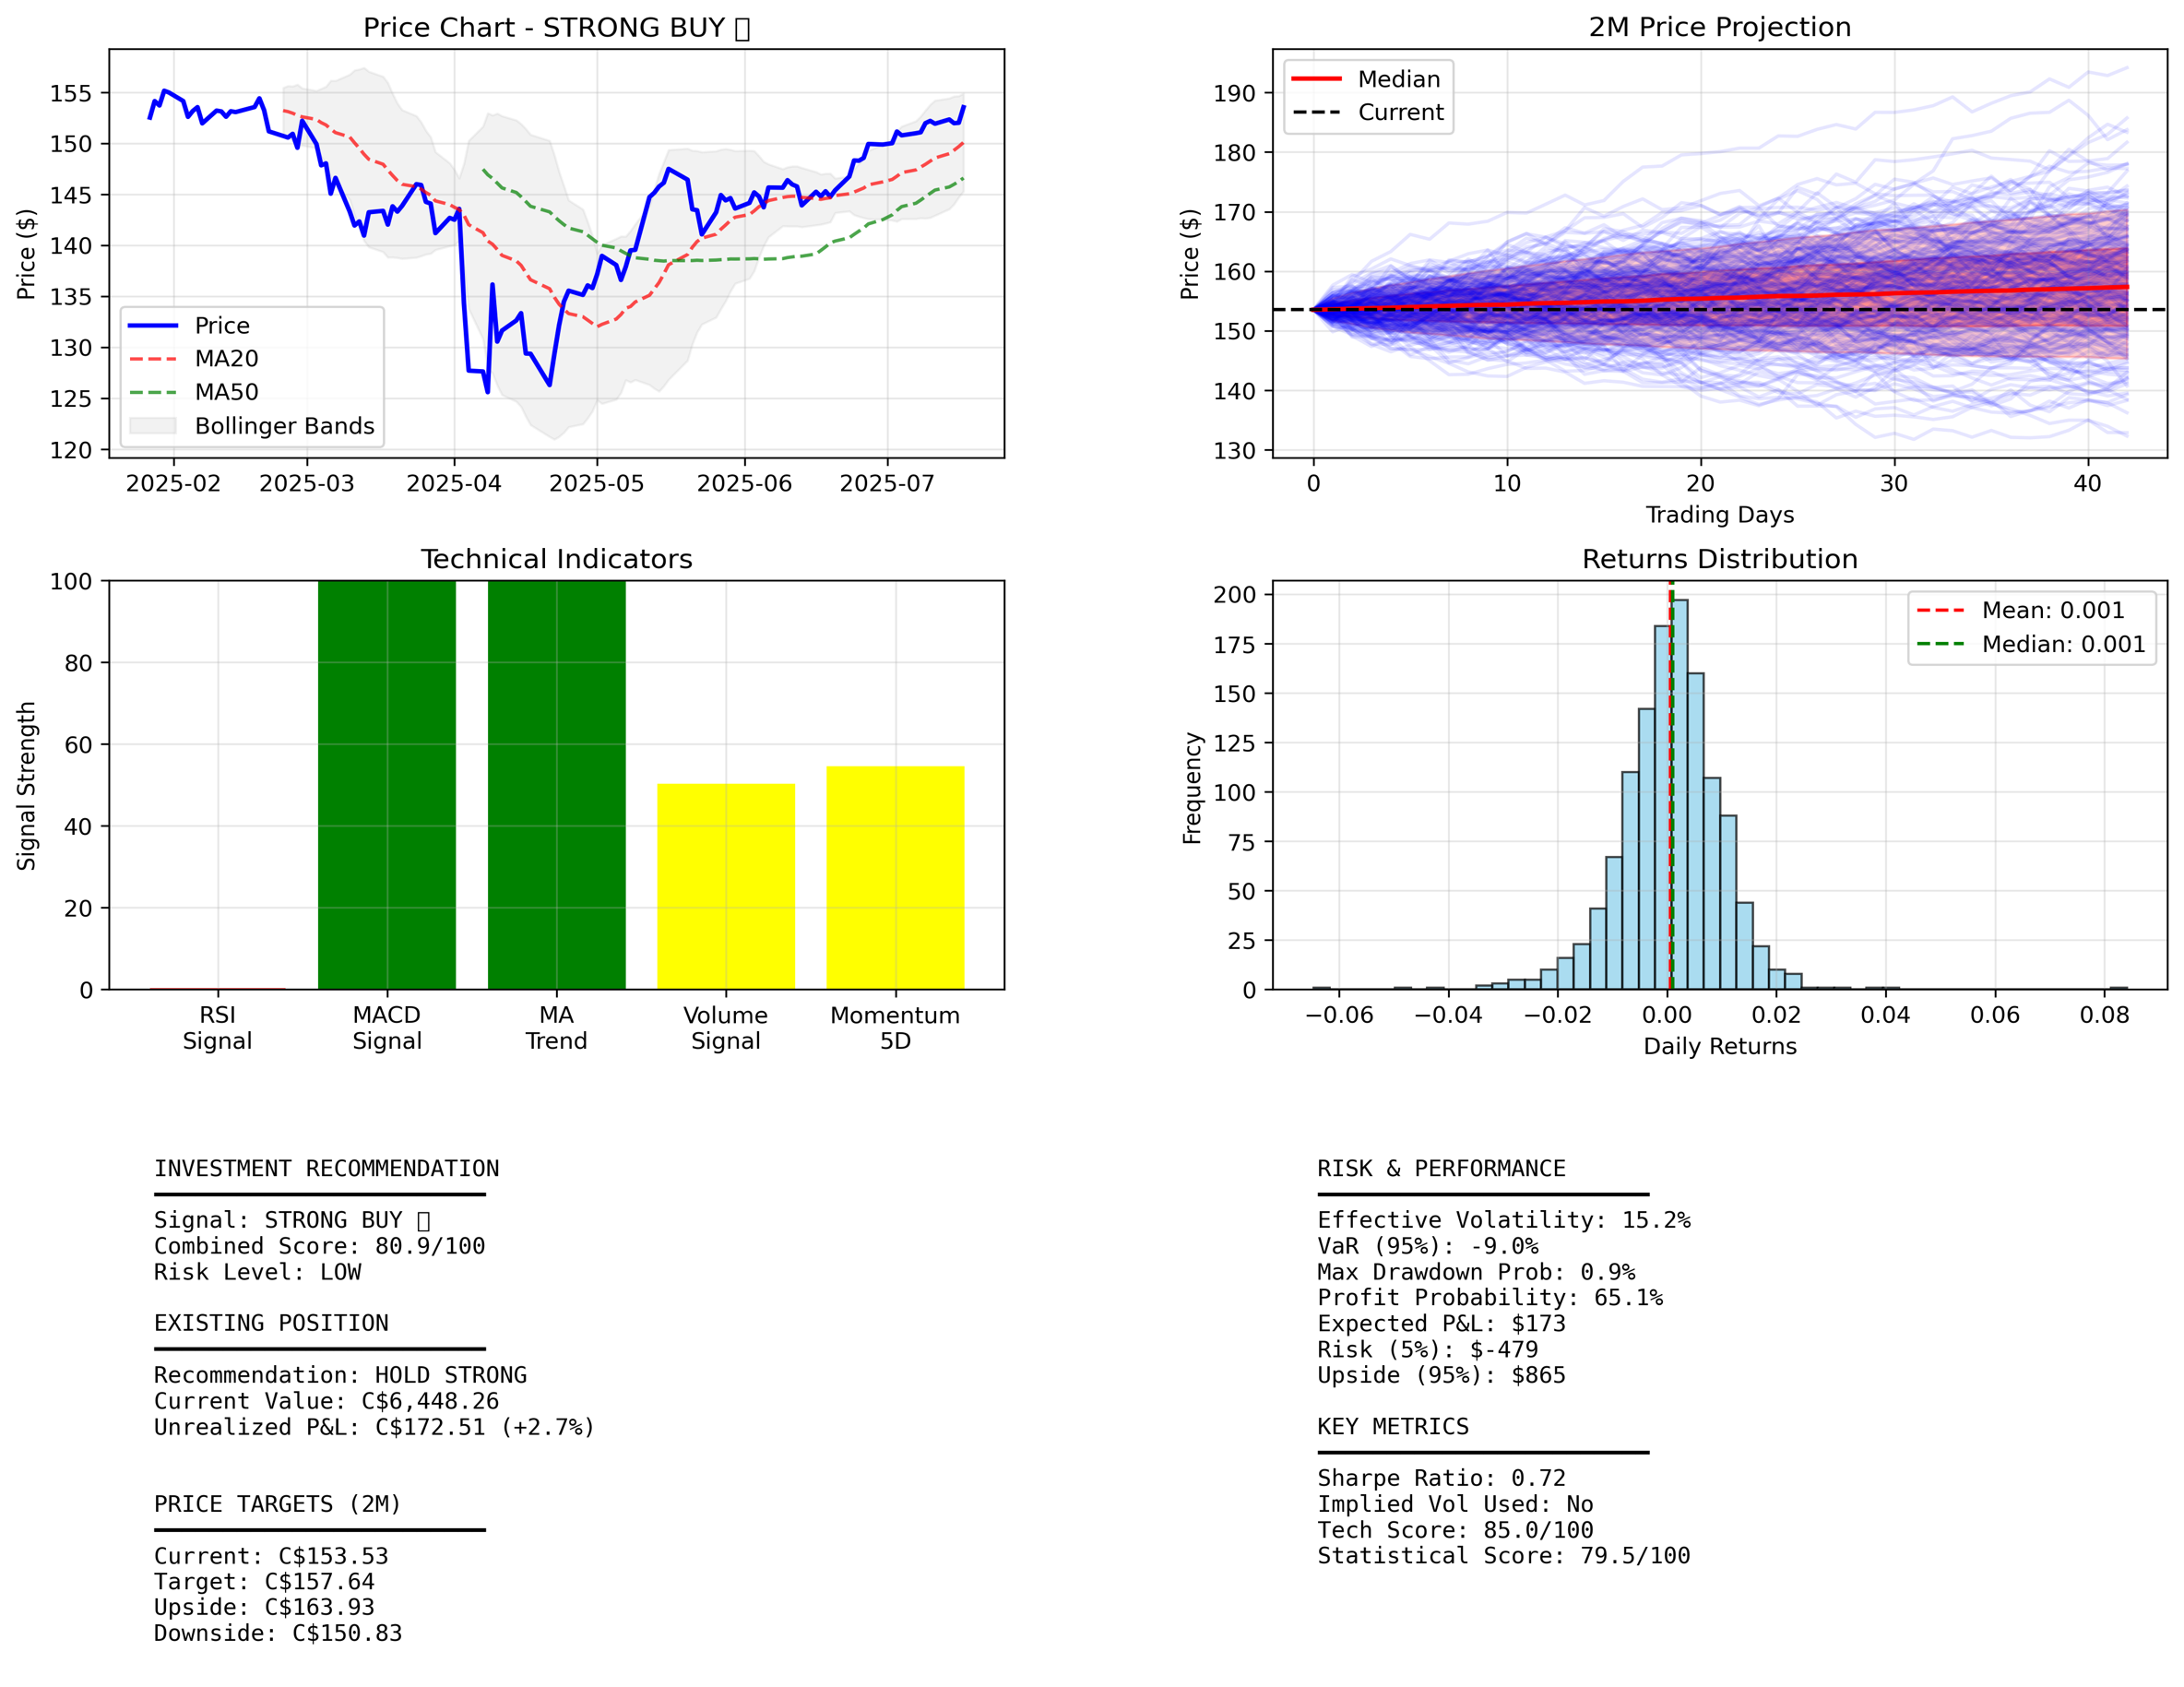 Price Chart - STRONG BUY
Price ($)
155
150
145
140
135
130
125
120
Price
MA20
MA50
Bollinger Bands
2025-02
2025-03
2025-04
2025-05
2025-06
2025-07
2M Price Projection
Price ($)
190
180
170
160
150
140
130
Median
Current
0
10
20
30
40
Trading Days
Technical Indicators
Signal Strength
100
80
60
40
20
0
RSI
Signal
MACD
Signal
MA
Trend
Volume
Signal
Momentum
5D
Returns Distribution
Frequency
200
175
150
125
100
75
50
25
0
Mean: 0.001
Median: 0.001
−0.06
−0.04
−0.02
0.00
0.02
0.04
0.06
0.08
Daily Returns
INVESTMENT RECOMMENDATION
Signal: STRONG BUY
Combined Score: 80.9/100
Risk Level: LOW
EXISTING POSITION
Recommendation: HOLD STRONG
Current Value: C$6,448.26
Unrealized P&L: C$172.51 (+2.7%)
PRICE TARGETS (2M)
Current: C$153.53
Target: C$157.64
Upside: C$163.93
Downside: C$150.83
RISK & PERFORMANCE
Effective Volatility: 15.2%
VaR (95%): -9.0%
Max Drawdown Prob: 0.9%
Profit Probability: 65.1%
Expected P&L: $173
Risk (5%): $-479
Upside (95%): $865
KEY METRICS
Sharpe Ratio: 0.72
Implied Vol Used: No
Tech Score: 85.0/100
Statistical Score: 79.5/100